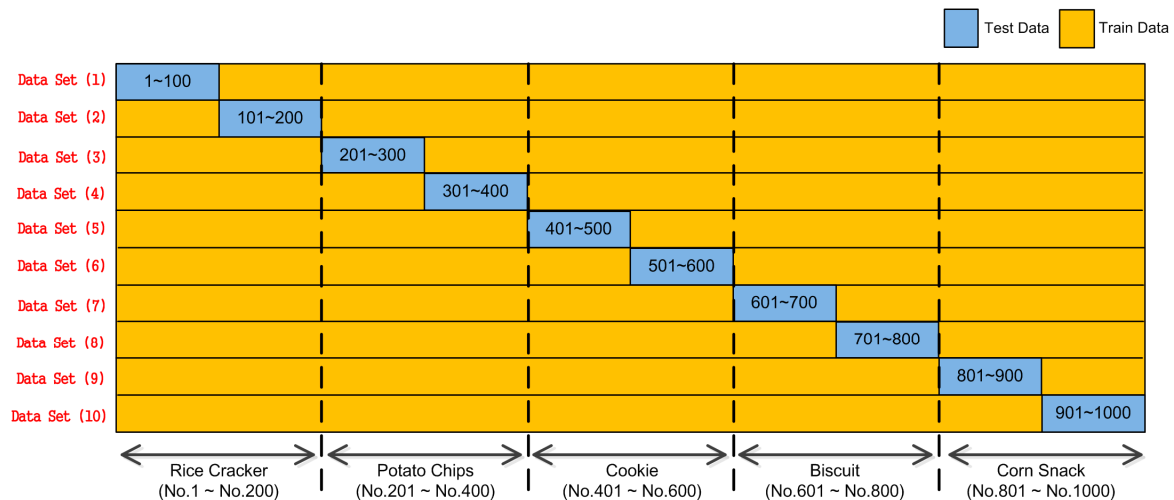 Test Data
Train Data
Data Set (1)
1~100
Data Set (2)
101~200
Data Set (3)
201~300
Data Set (4)
301~400
Data Set (5)
401~500
Data Set (6)
501~600
Data Set (7)
601~700
Data Set (8)
701~800
Data Set (9)
801~900
Data Set (10)
901~1000
Rice Cracker
(No.1 ~ No.200)
Potato Chips
(No.201 ~ No.400)
Cookie
(No.401 ~ No.600)
Biscuit
(No.601 ~ No.800)
Corn Snack
(No.801 ~ No.1000)